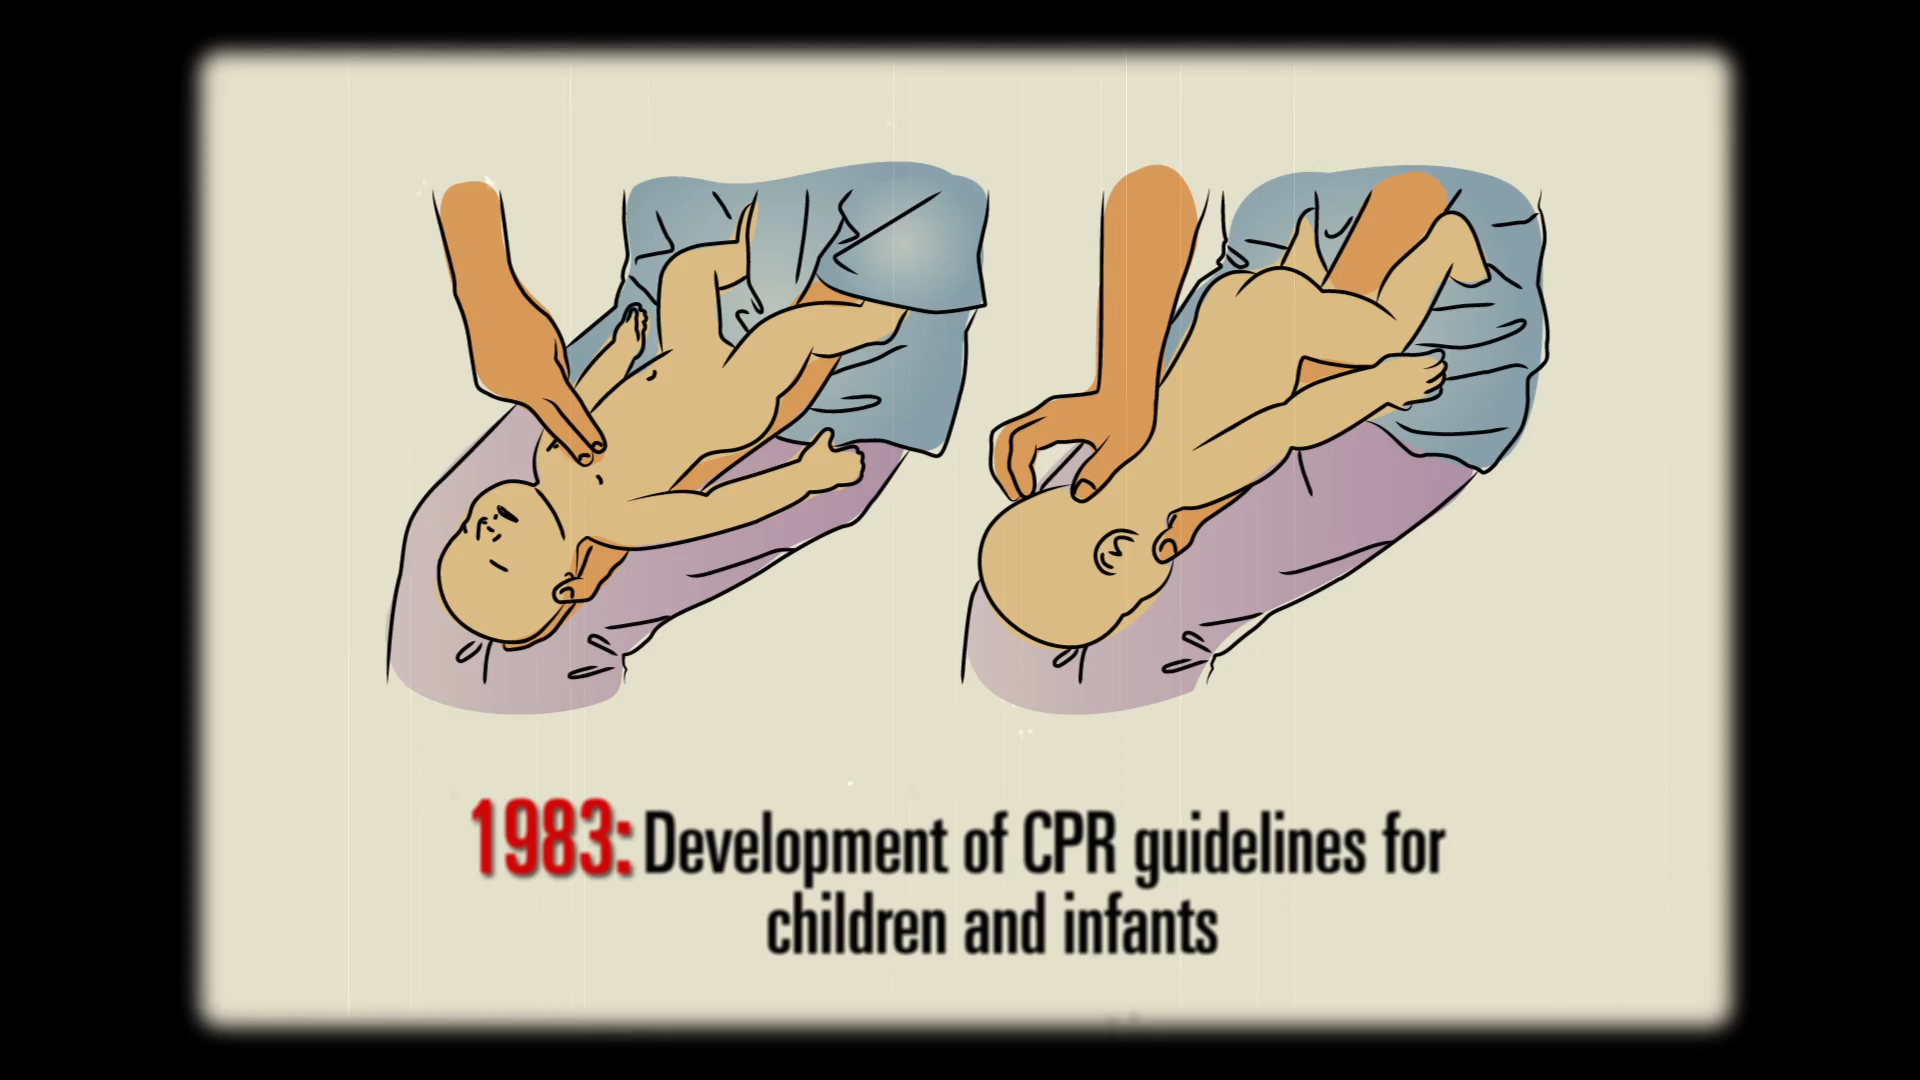 1983: Development of CPR guidelines for
children and infants